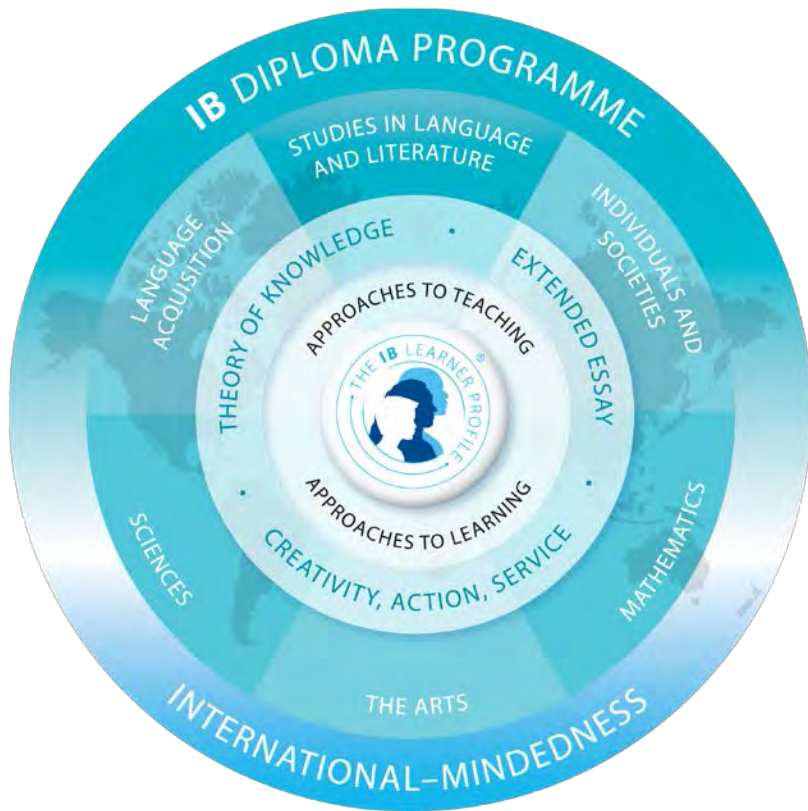 IB DIPLOMA PROGRAMME
STUDIES IN LANGUAGE
AND LITERATURE
LANGUAGE
ACQUISITION
INDIVIDUALS AND
SOCIETIES
THEORY OF KNOWLEDGE
·
EXTENDED ESSAY
·
CREATIVITY, ACTION, SERVICE
·
APPROACHES TO TEACHING
THE IB LEARNER PROFILE
®
APPROACHES TO LEARNING
SCIENCES
MATHEMATICS
THE ARTS
INTERNATIONAL–MINDEDNESS